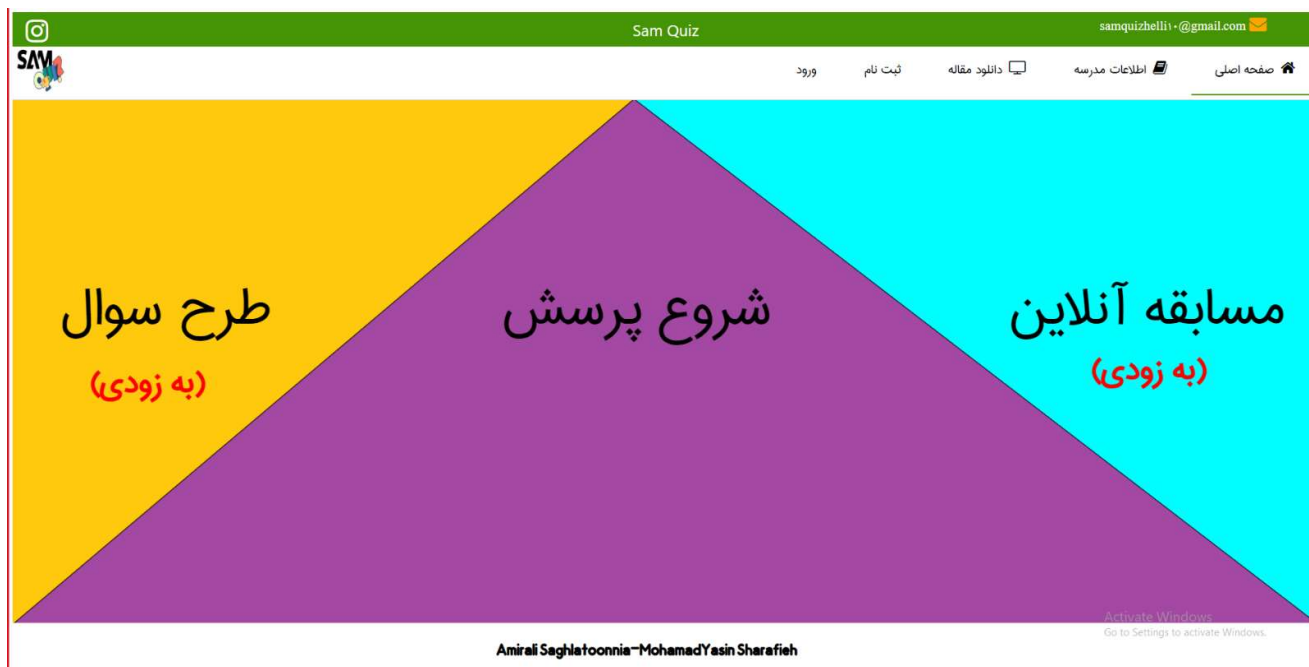 samquizhelli۱۰@gmail.com
Sam Quiz
SAM
صفحه اصلی
اطلاعات مدرسه
دانلود مقاله
ثبت نام
ورود
مسابقه آنلاین
(به زودی)
شروع پرسش
طرح سوال
(به زودی)
Activate Windows
Go to Settings to activate Windows.
Amirali Saghlatoonnia-MohamadYasin Sharafieh